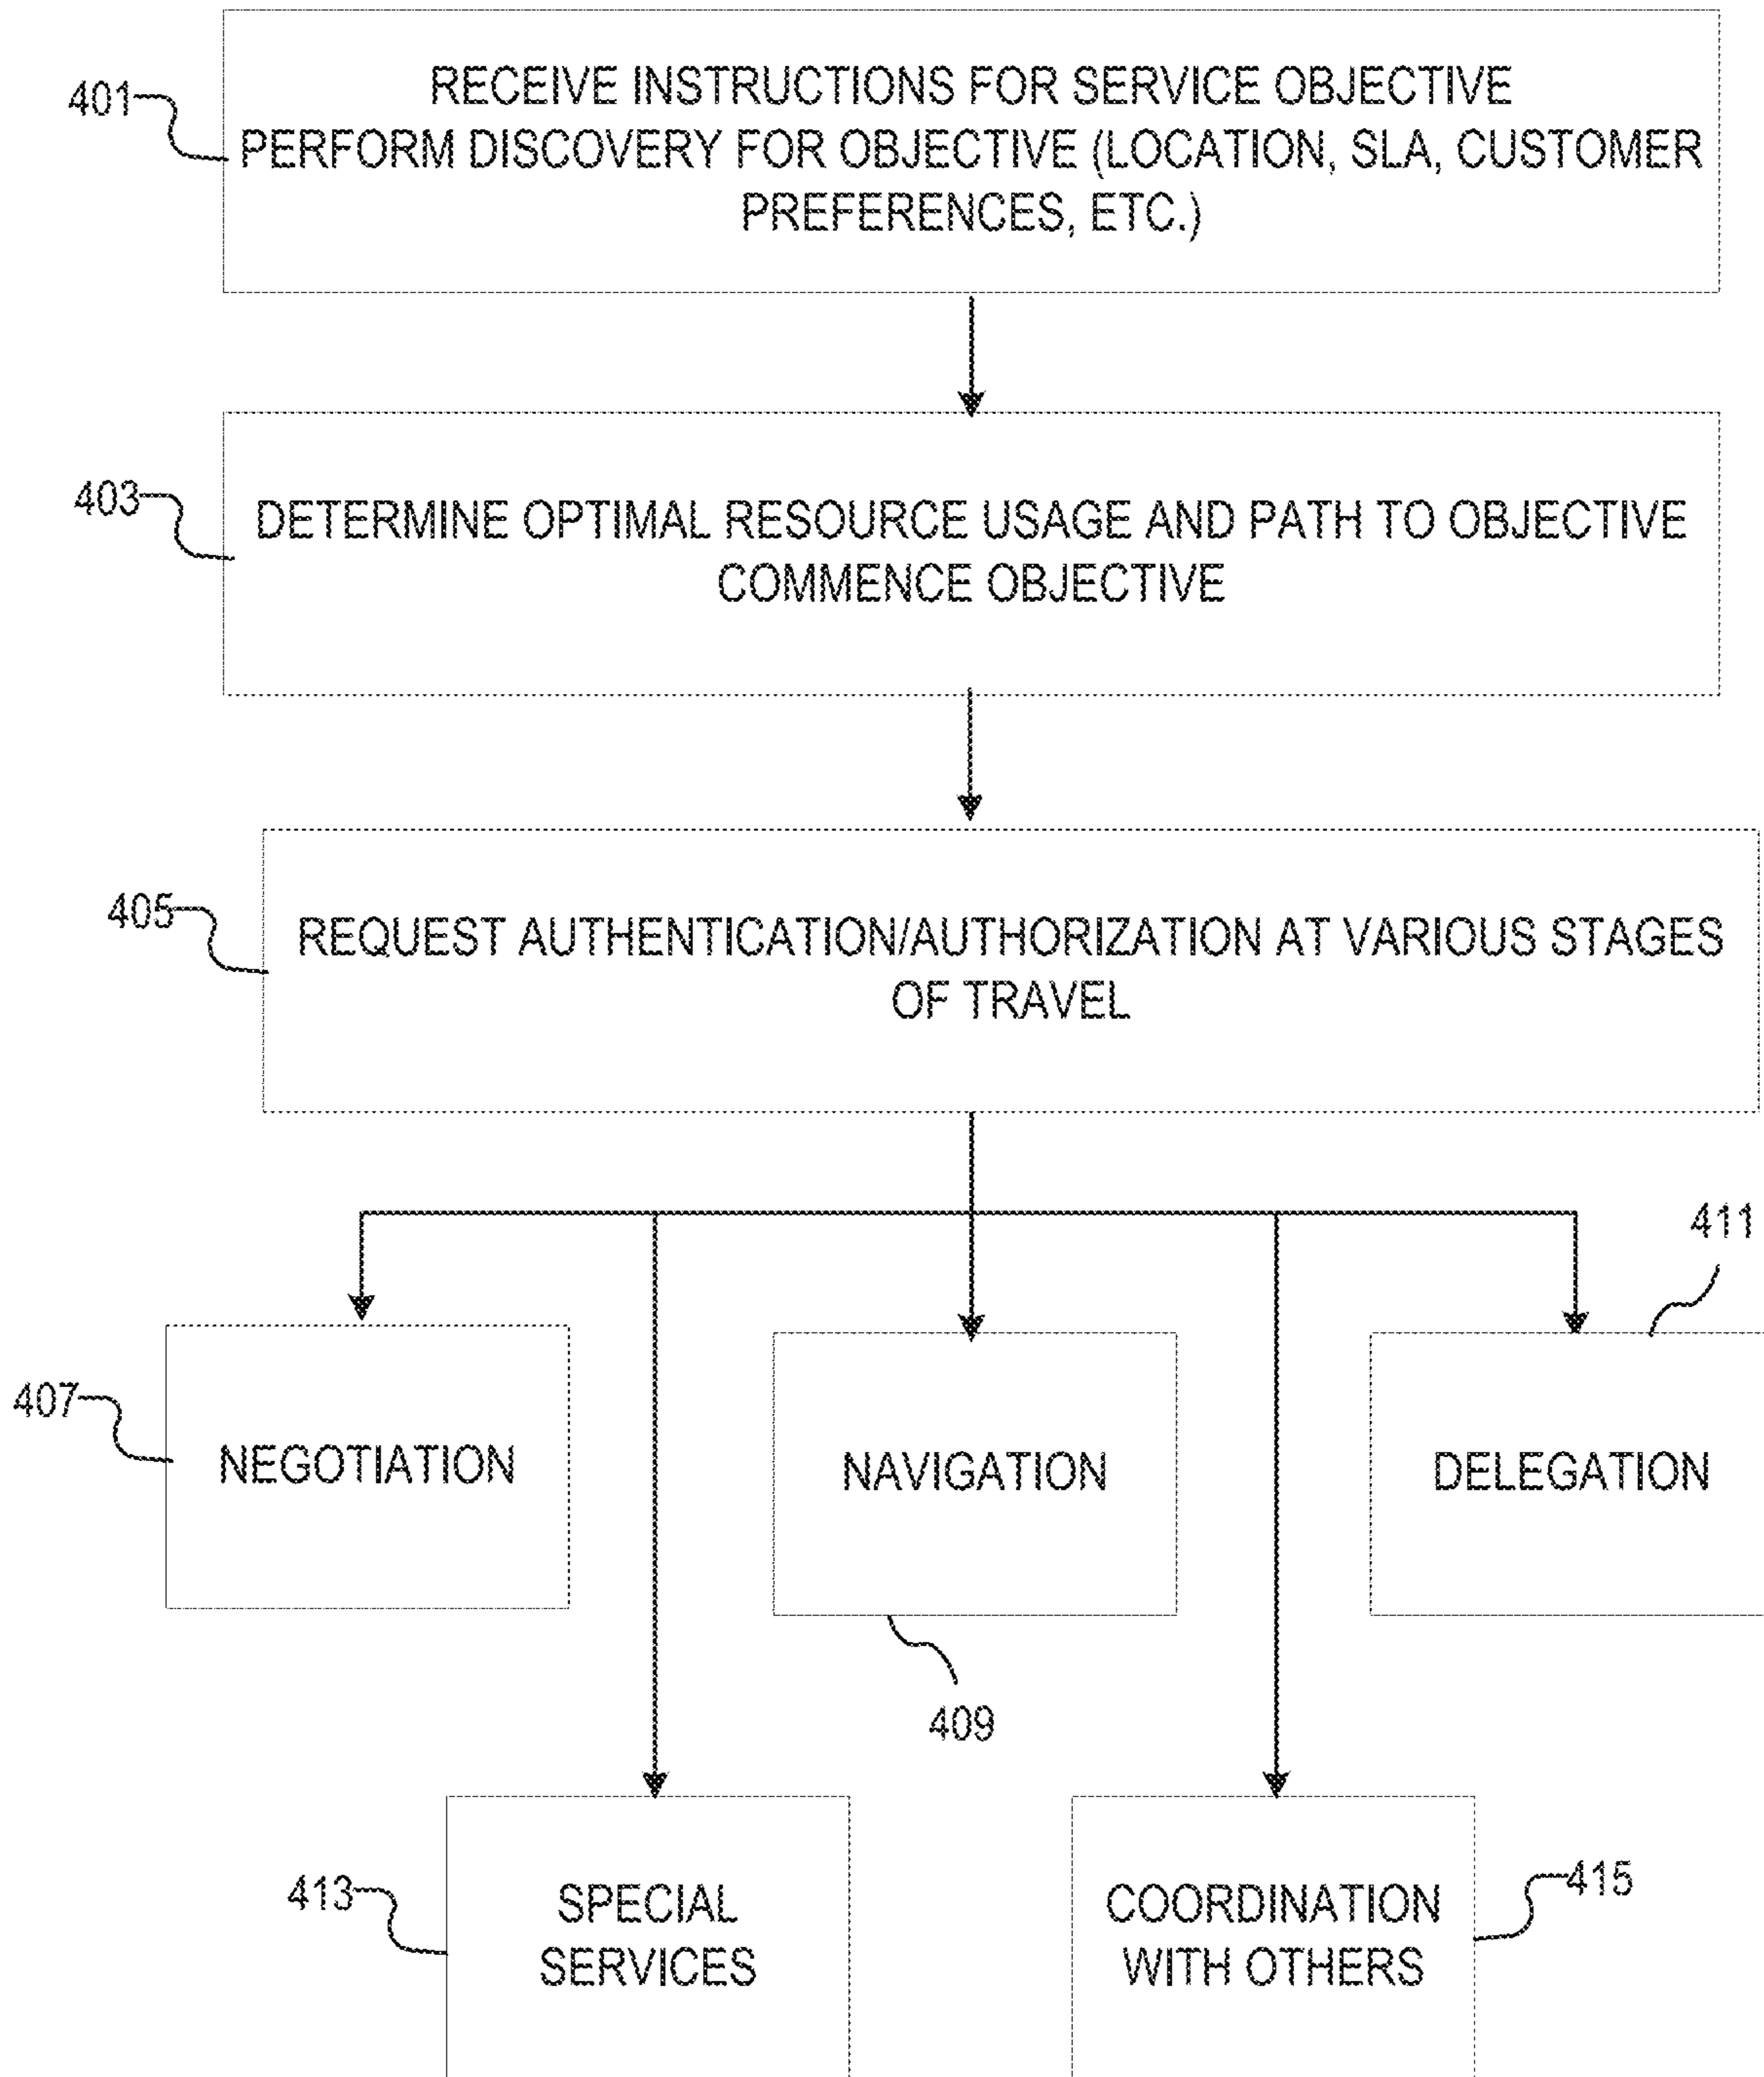 401
RECEIVE INSTRUCTIONS FOR SERVICE OBJECTIVE
PERFORM DISCOVERY FOR OBJECTIVE (LOCATION, SLA, CUSTOMER
PREFERENCES, ETC.)
403
DETERMINE OPTIMAL RESOURCE USAGE AND PATH TO OBJECTIVE
COMMENCE OBJECTIVE
405
REQUEST AUTHENTICATION/AUTHORIZATION AT VARIOUS STAGES
OF TRAVEL
411
407
NEGOTIATION
NAVIGATION
DELEGATION
409
413
SPECIAL
SERVICES
COORDINATION
WITH OTHERS
415